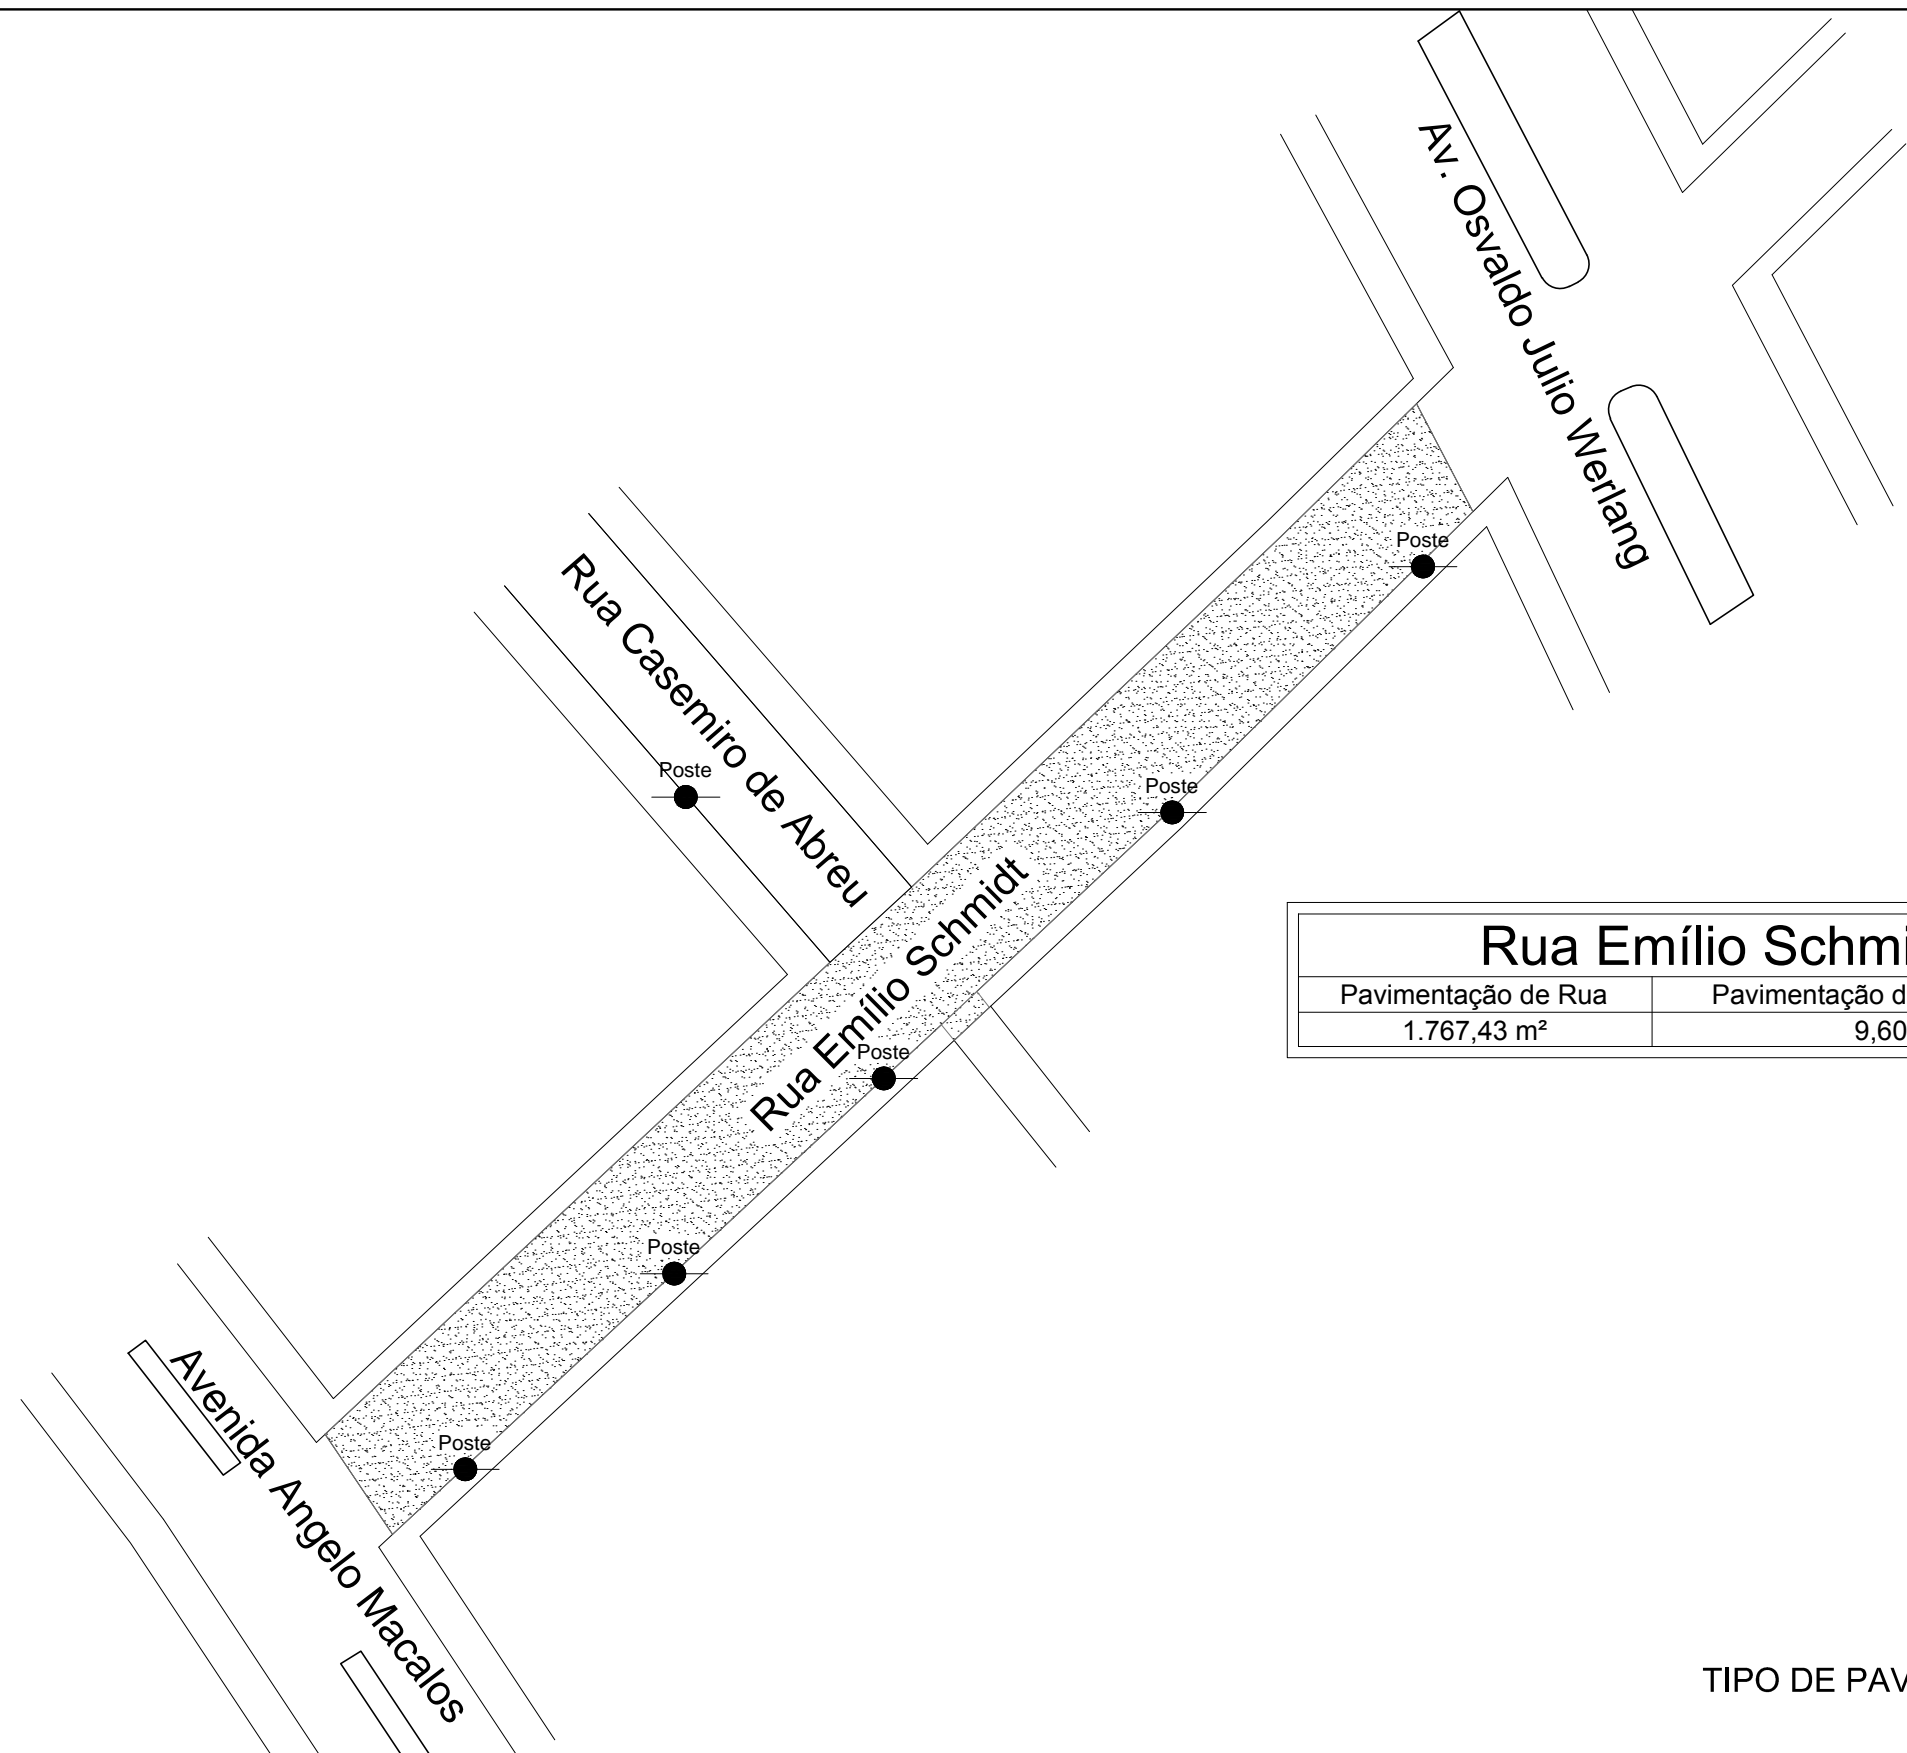 Av. Osvaldo Julio Werlang
Poste
Rua Casemiro de Abreu
Poste
Poste
Rua Emílio Schmidt
Poste
Poste
Poste
Avenida Angelo Macalos
Rua Emílio Schmi
Pavimentação de Rua
Pavimentação d
1.767,43 m²
9,60
TIPO DE PAV